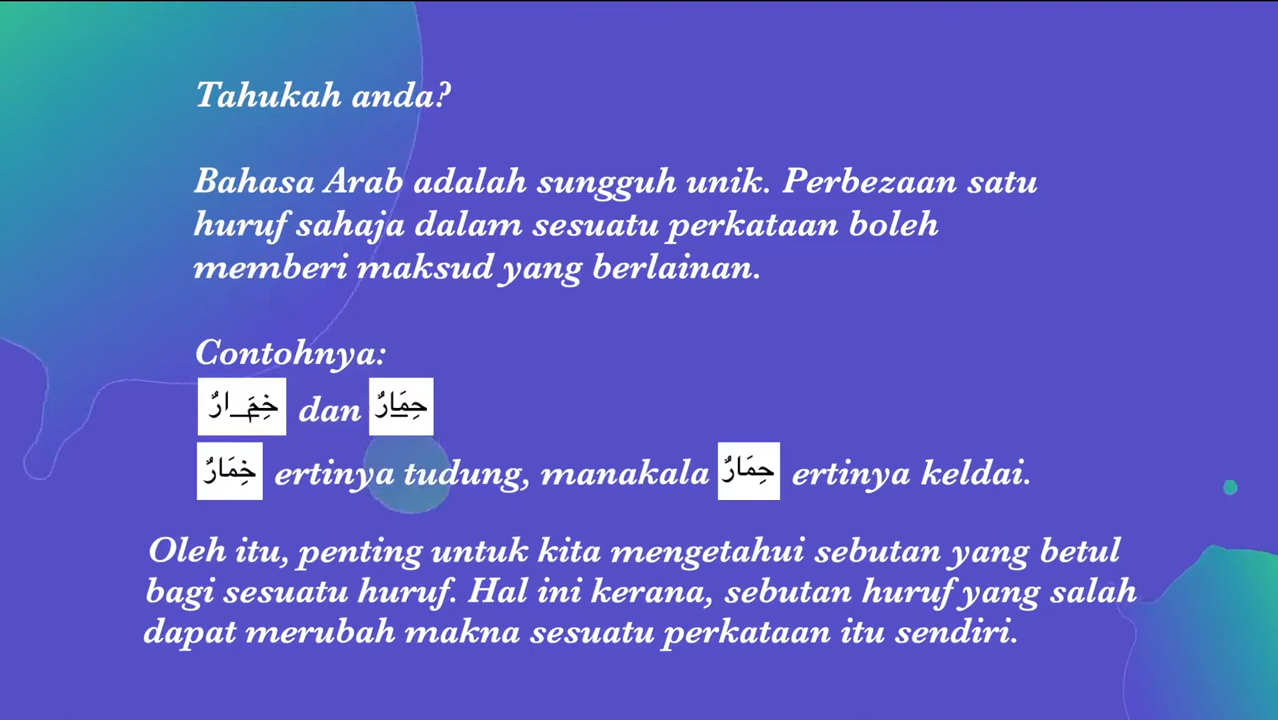 Tahukah anda?
Bahasa Arab adalah sungguh unik. Perbezaan satu
huruf sahaja dalam sesuatu perkataan boleh
memberi maksud yang berlainan.
Contohnya:
خِمَـارٌ dan حِمَارٌ
خِمَارٌ ertinya tudung, manakala حِمَارٌ ertinya keldai.
Oleh itu, penting untuk kita mengetahui sebutan yang betul
bagi sesuatu huruf. Hal ini kerana, sebutan huruf yang salah
dapat merubah makna sesuatu perkataan itu sendiri.